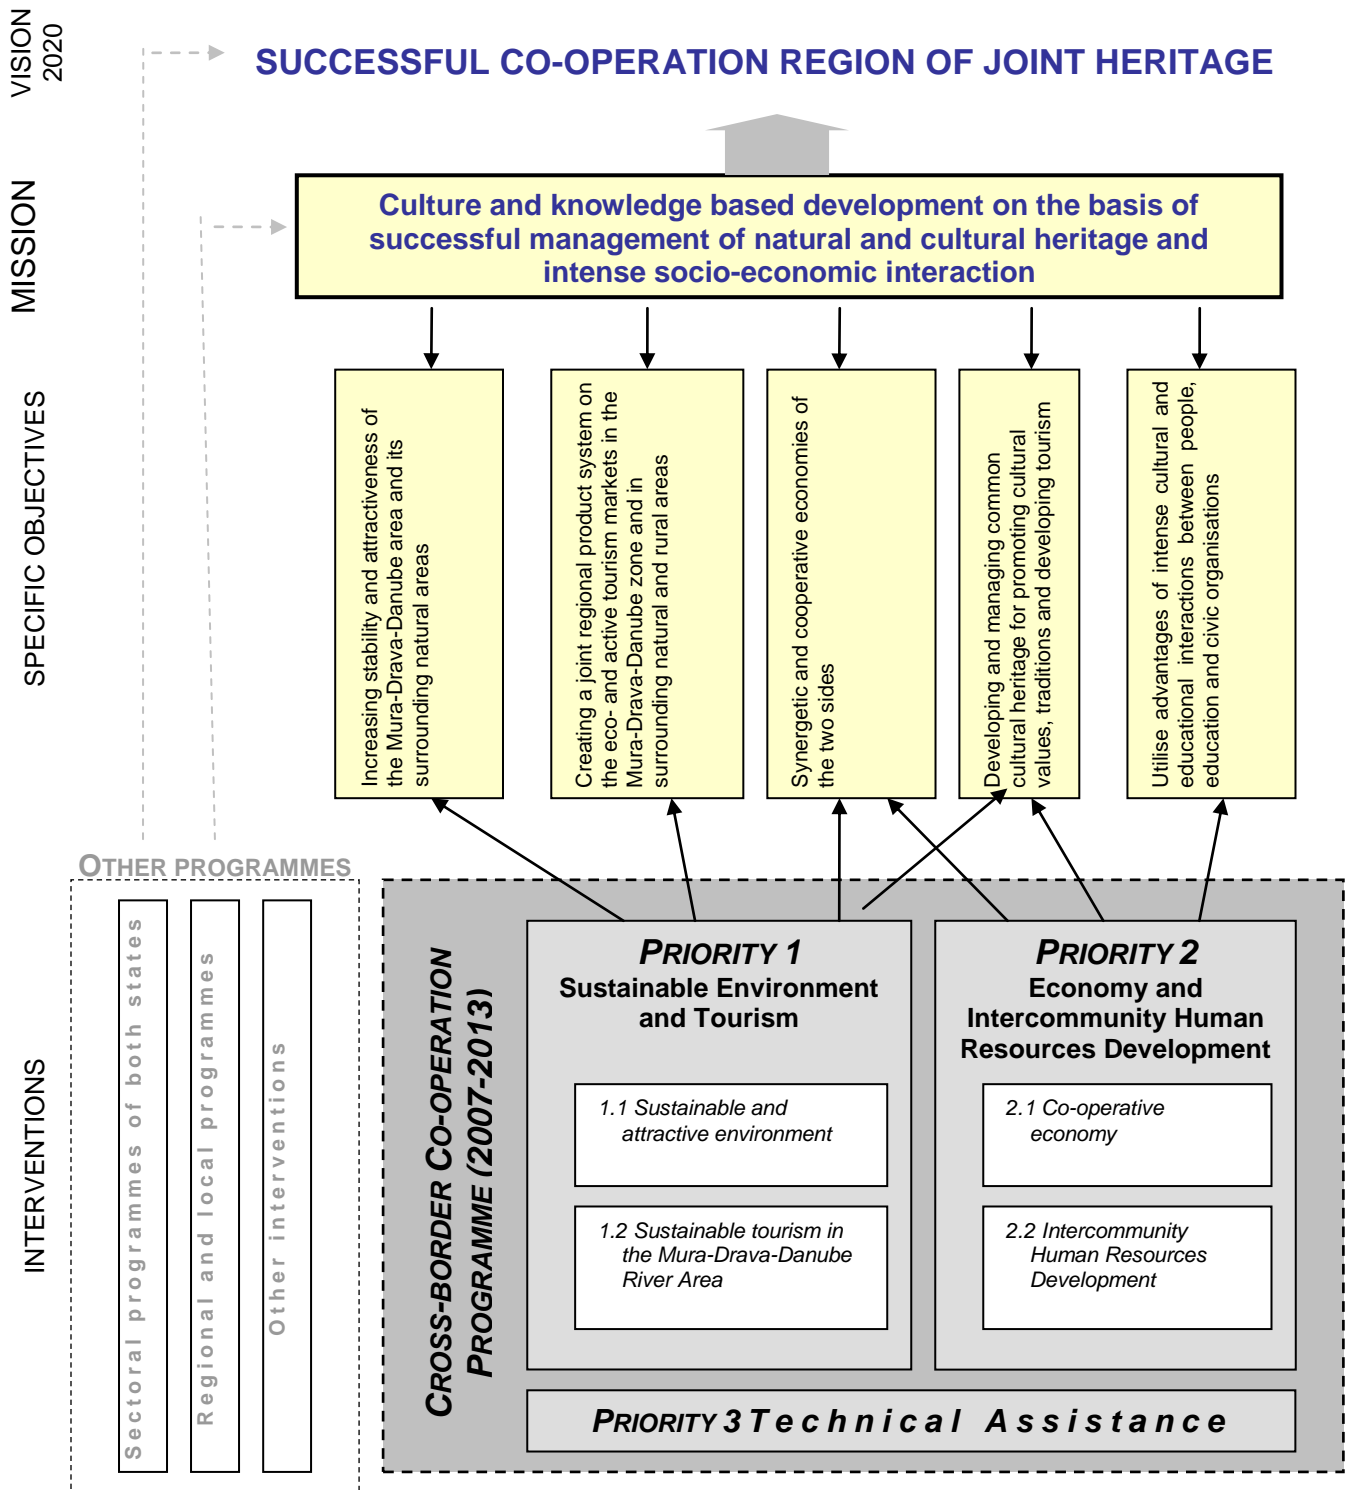 VISION
2020
SUCCESSFUL CO-OPERATION REGION OF JOINT HERITAGE
MISSION
Culture and knowledge based development on the basis of
successful management of natural and cultural heritage and
intense socio-economic interaction
SPECIFIC OBJECTIVES
Increasing stability and attractiveness of
the Mura-Drava-Danube area and its
surrounding natural areas
Creating a joint regional product system on
the eco- and active tourism markets in the
Mura-Drava-Danube zone and in
surrounding natural and rural areas
Synergetic and cooperative economies of
the two sides
Developing and managing common
cultural heritage for promoting cultural
values, traditions and developing tourism
Utilise advantages of intense cultural and
educational interactions between people,
education and civic organisations
INTERVENTIONS
OTHER PROGRAMMES
Sectoral programmes of both states
Regional and local programmes
Other interventions
CROSS-BORDER CO-OPERATION
PROGRAMME (2007-2013)
PRIORITY 1
Sustainable Environment
and Tourism
1.1 Sustainable and
attractive environment
1.2 Sustainable tourism in
the Mura-Drava-Danube
River Area
PRIORITY 2
Economy and
Intercommunity Human
Resources Development
2.1 Co-operative
economy
2.2 Intercommunity
Human Resources
Development
PRIORITY 3 Technical Assistance